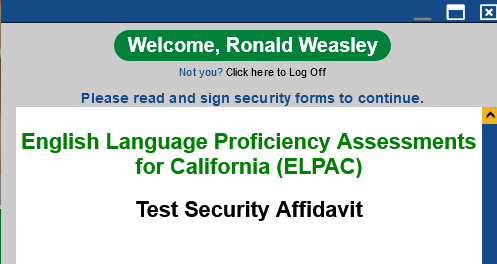 Welcome, Ronald Weasley
Not you? Click here to Log Off
Please read and sign security forms to continue.
English Language Proficiency Assessments
for California (ELPAC)
Test Security Affidavit